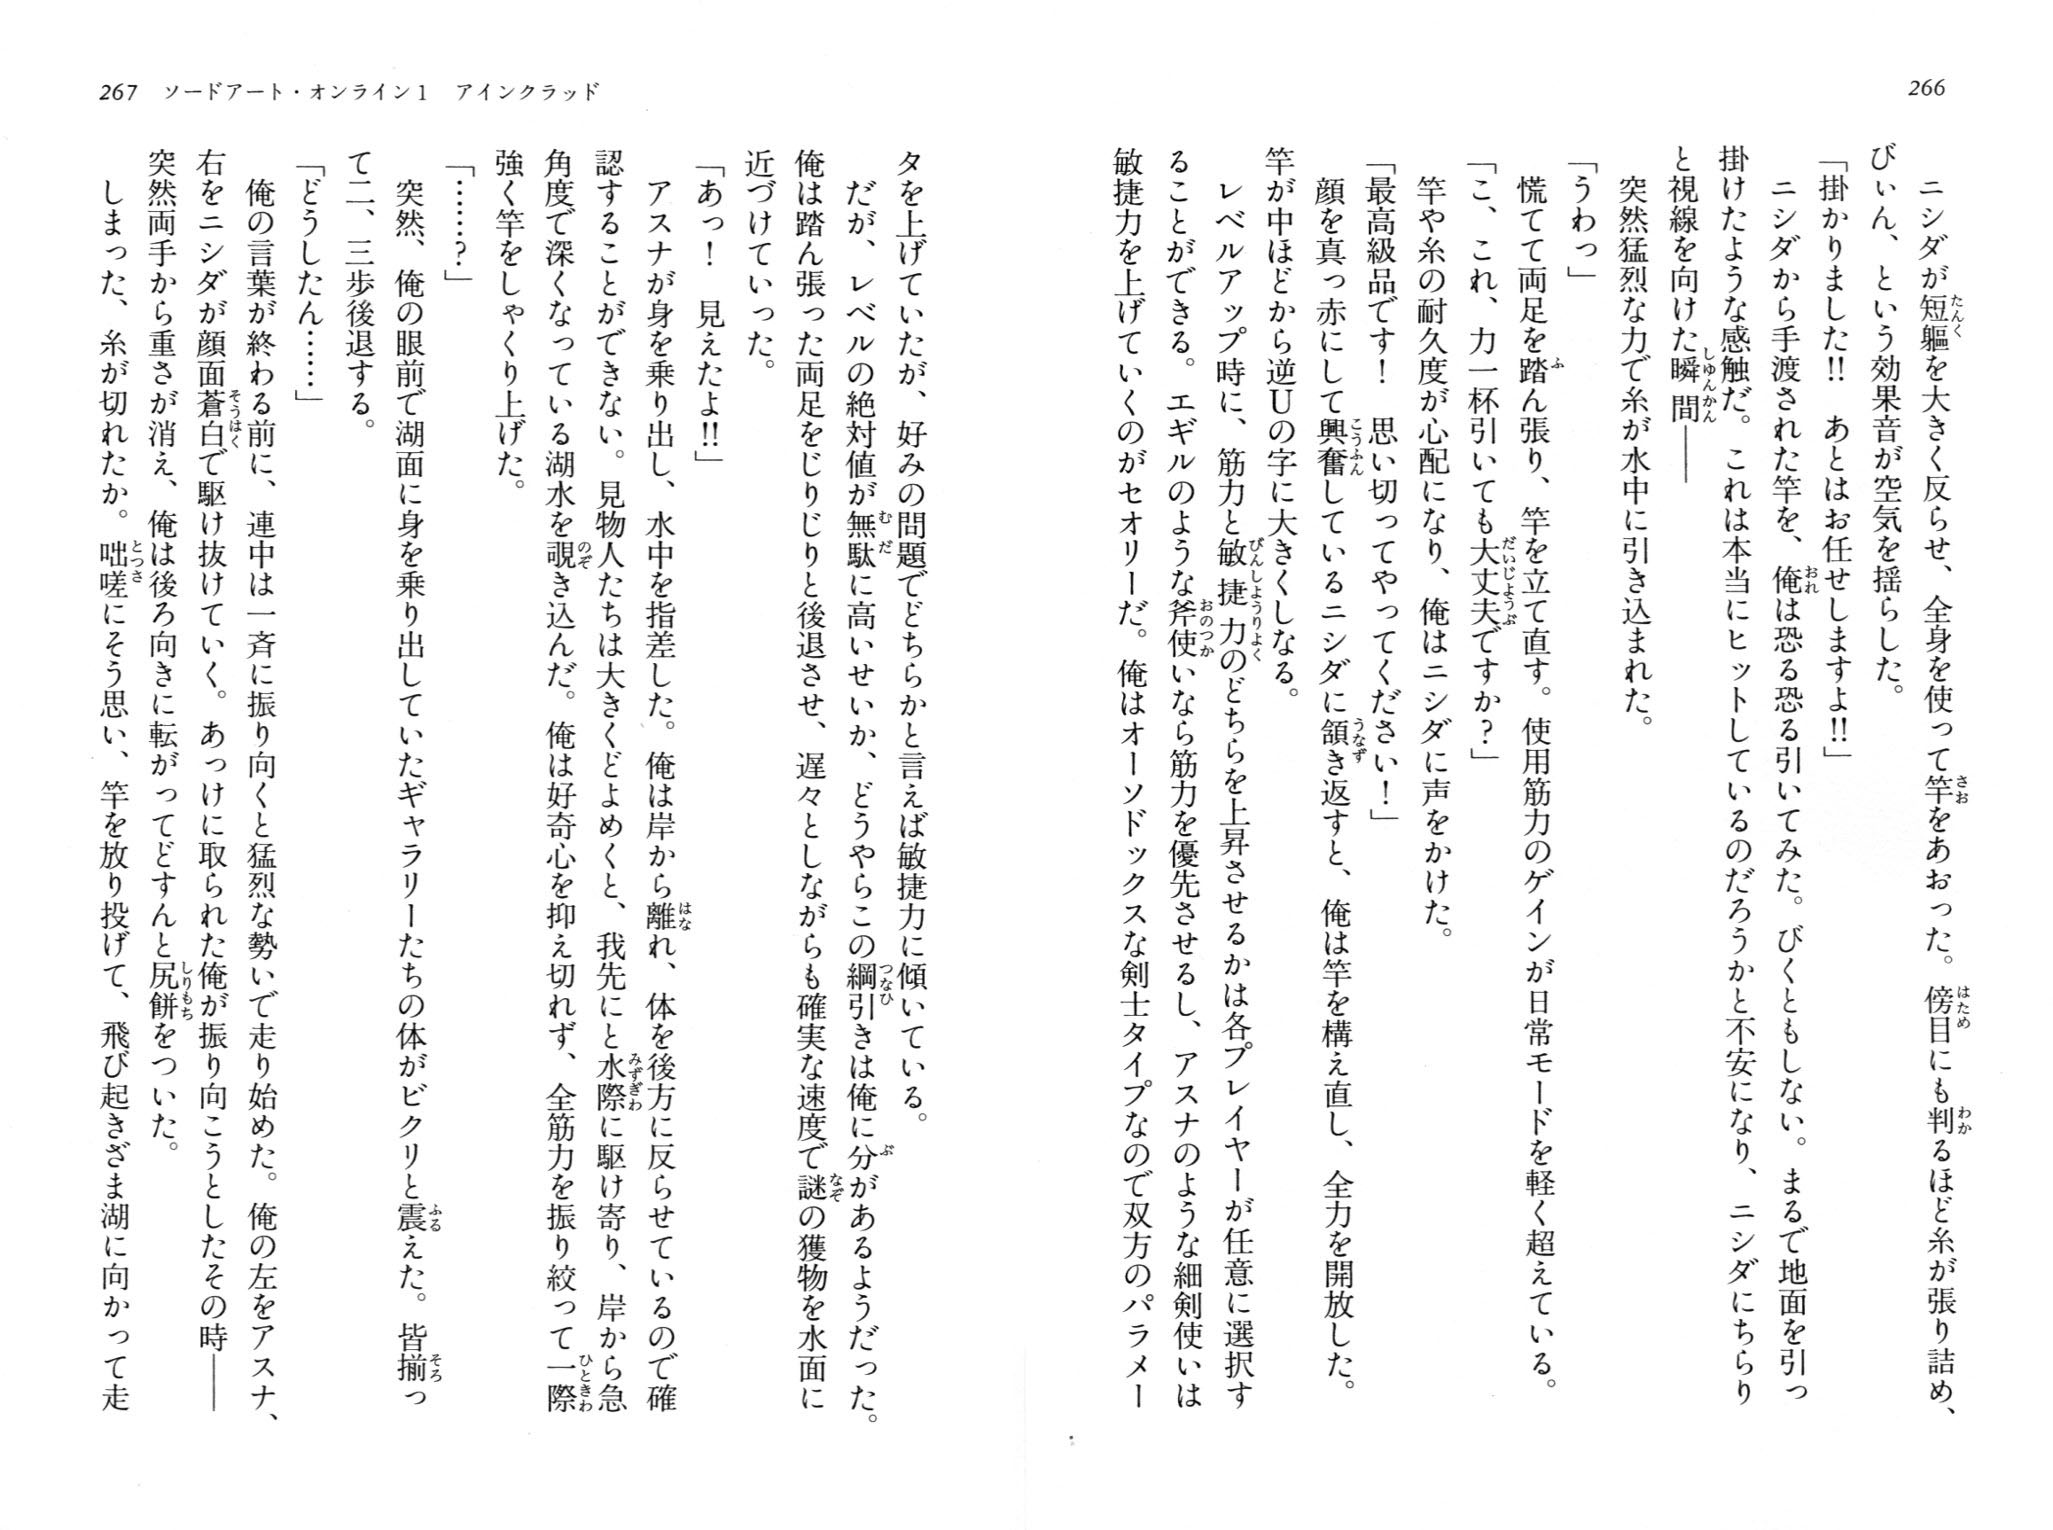 266
ニシダが短軀を大きく反らせ、全身を使って竿をあおった。傍目にも判るほど糸が張り詰め、
びぃん、という効果音が空気を揺らした。
「掛かりました!!　あとはお任せしますよ!!」
ニシダから手渡された竿を、俺は恐る恐る引いてみた。びくともしない。まるで地面を引っ
掛けたような感触だ。これは本当にヒットしているのだろうかと不安になり、ニシダにちらり
と視線を向けた瞬間――
突然猛烈な力で糸が水中に引き込まれた。
「うわっ」
慌てて両足を踏ん張り、竿を立て直す。使用筋力のゲインが日常モードを軽く超えている。
「こ、これ、力一杯引いても大丈夫ですか？」
竿や糸の耐久度が心配になり、俺はニシダに声をかけた。
「最高級品です！　思い切ってやってください！」
顔を真っ赤にして興奮しているニシダに頷き返すと、俺は竿を構え直し、全力を開放した。
竿が中ほどから逆Uの字に大きくしなる。
レベルアップ時に、筋力と敏捷力のどちらを上昇させるかは各プレイヤーが任意に選択す
ることができる。エギルのような斧使いなら筋力を優先させるし、アスナのような細剣使いは
敏捷力を上げていくのがセオリーだ。俺はオーソドックスな剣士タイプなので双方のパラメー
267　ソードアート・オンライン1　アインクラッド
タを上げていたが、好みの問題でどちらかと言えば敏捷力に傾いている。
だが、レベルの絶対値が無駄に高いせいか、どうやらこの綱引きは俺に分があるようだった。
俺は踏ん張った両足をじりじりと後退させ、遅々としながらも確実な速度で謎の獲物を水面に
近づけていった。
「あっ！　見えたよ!!」
アスナが身を乗り出し、水中を指差した。俺は岸から離れ、体を後方に反らせているので確
認することができない。見物人たちは大きくどよめくと、我先にと水際に駆け寄り、岸から急
角度で深くなっている湖水を覗き込んだ。俺は好奇心を抑え切れず、全筋力を振り絞って一際
強く竿をしゃくり上げた。
「……？」
突然、俺の眼前で湖面に身を乗り出していたギャラリーたちの体がビクリと震えた。皆揃っ
て二、三歩後退する。
「どうしたん……」
俺の言葉が終わる前に、連中は一斉に振り向くと猛烈な勢いで走り始めた。俺の左をアスナ、
右をニシダが顔面蒼白で駆け抜けていく。あっけに取られた俺が振り向こうとしたその時――
突然両手から重さが消え、俺は後ろ向きに転がってどすんと尻餅をついた。
しまった、糸が切れたか。咄嗟にそう思い、竿を放り投げて、飛び起きざま湖に向かって走